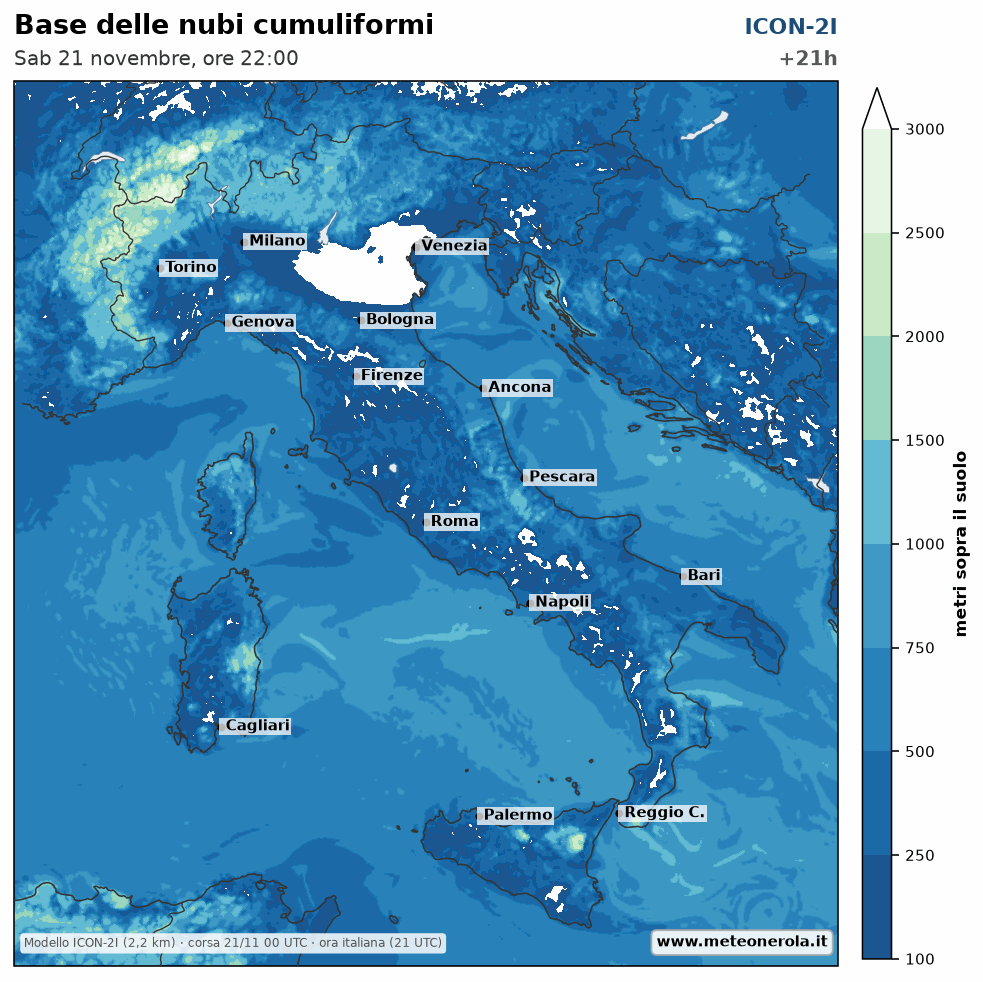 Base delle nubi cumuliformi
ICON-2I
Sab 21 novembre, ore 22:00
+21h
3000
2500
2000
1500
1000
750
500
250
100
metri sopra il suolo
Milano
Venezia
Torino
Genova
Bologna
Firenze
Ancona
Pescara
Roma
Bari
Napoli
Cagliari
Palermo
Reggio C.
Modello ICON-2I (2,2 km) · corsa 21/11 00 UTC · ora italiana (21 UTC)
www.meteonerola.it